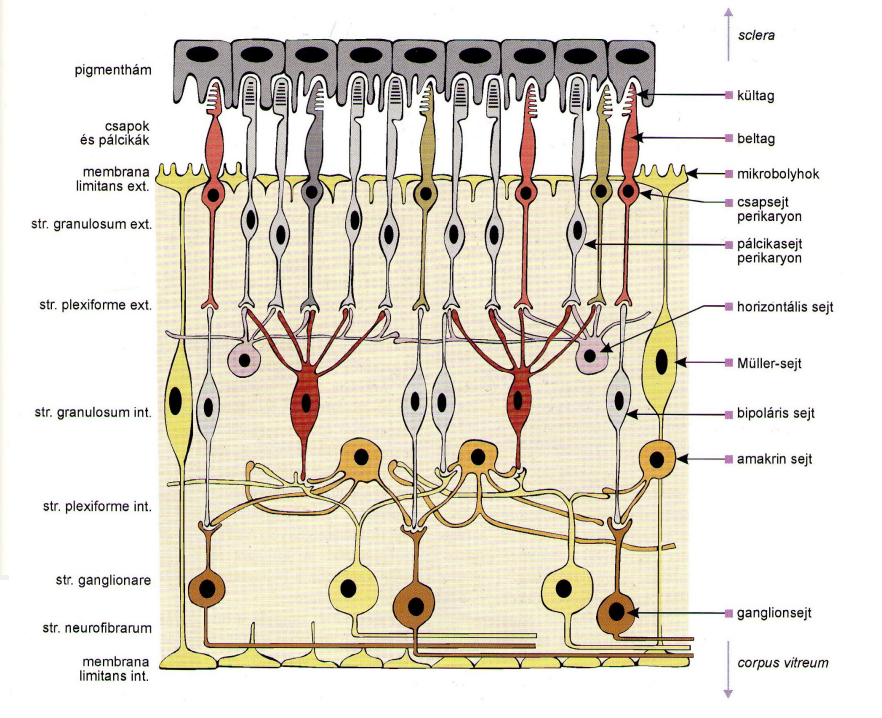 pigmenthám
csapok
és pálcikák
membrana
limitans ext.
str. granulosum ext.
str. plexiforme ext.
str. granulosum int.
str. plexiforme int.
str. ganglionare
str. neurofibrarum
membrana
limitans int.
sclera
kültag
beltag
mikrobolyhok
csapsejt
perikaryon
pálcikasejt
perikaryon
horizontális sejt
Müller-sejt
bipoláris sejt
amakrin sejt
ganglionsejt
corpus vitreum